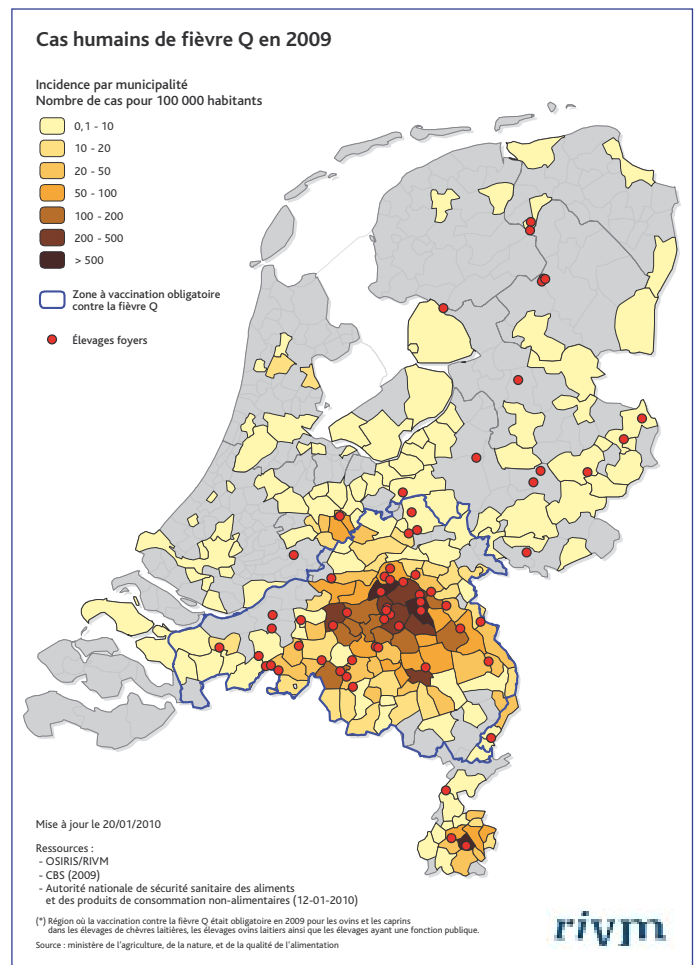 Cas humains de fièvre Q en 2009
Incidence par municipalité
Nombre de cas pour 100 000 habitants
0,1 - 10
10 - 20
20 - 50
50 - 100
100 - 200
200 - 500
> 500
Zone à vaccination obligatoire
contre la fièvre Q
Élevages foyers
Mise à jour le 20/01/2010
Ressources :
- OSIRIS/RIVM
- CBS (2009)
- Autorité nationale de sécurité sanitaire des aliments
et des produits de consommation non-alimentaires (12-01-2010)
(*) Région où la vaccination contre la fièvre Q était obligatoire en 2009 pour les ovins et les caprins
dans les élevages de chèvres laitières, les élevages ovins laitiers ainsi que les élevages ayant une fonction publique.
Source : ministère de l'agriculture, de la nature, et de la qualité de l'alimentation
rivm